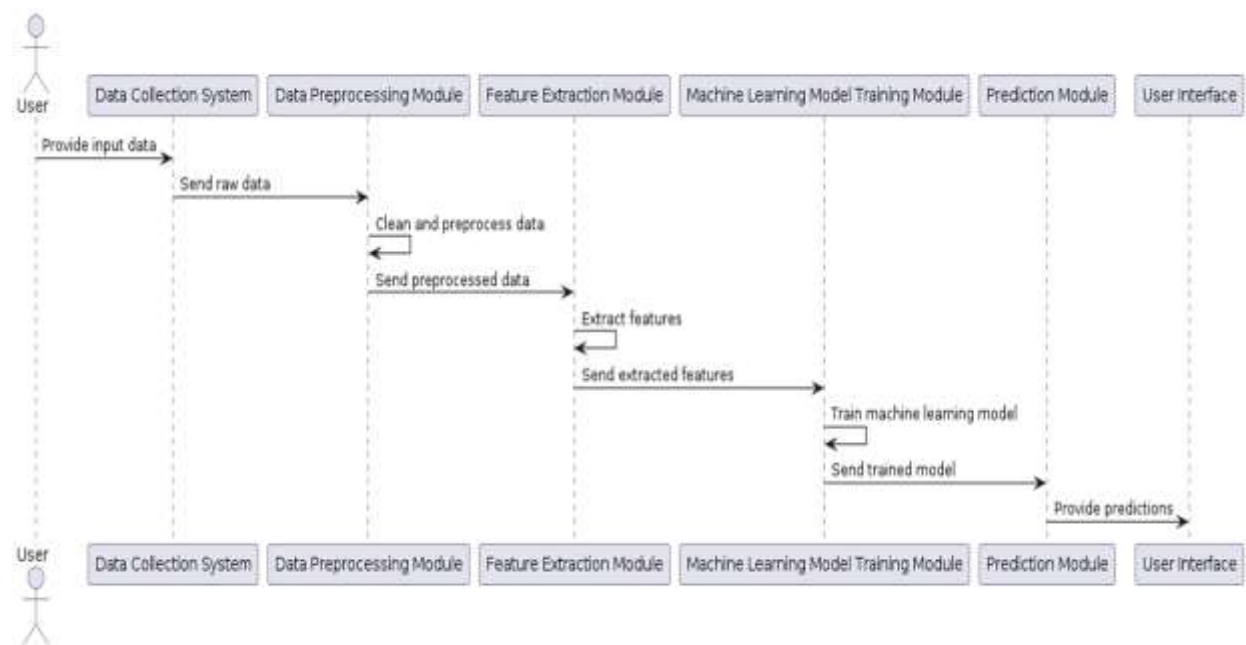 User
Data Collection System
Data Preprocessing Module
Feature Extraction Module
Machine Learning Model Training Module
Prediction Module
User Interface
Provide input data
Send raw data
Clean and preprocess data
Send preprocessed data
Extract features
Send extracted features
Train machine learning model
Send trained model
Provide predictions
User
Data Collection System
Data Preprocessing Module
Feature Extraction Module
Machine Learning Model Training Module
Prediction Module
User Interface